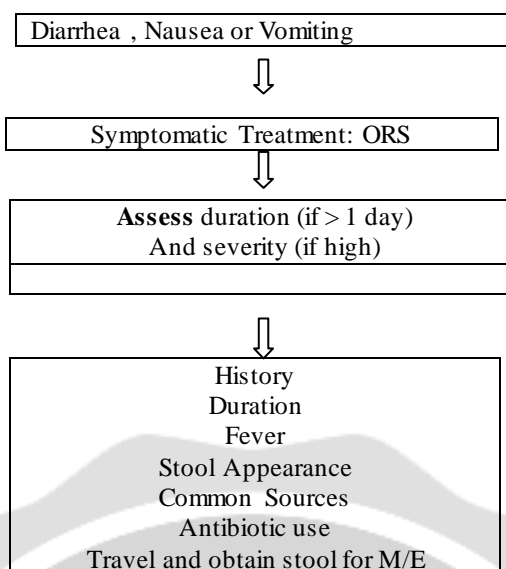 Diarrhea , Nausea or Vomiting
Symptomatic Treatment: ORS
Assess duration (if > 1 day)
And severity (if high)
History
Duration
Fever
Stool Appearance
Common Sources
Antibiotic use
Travel and obtain stool for M/E